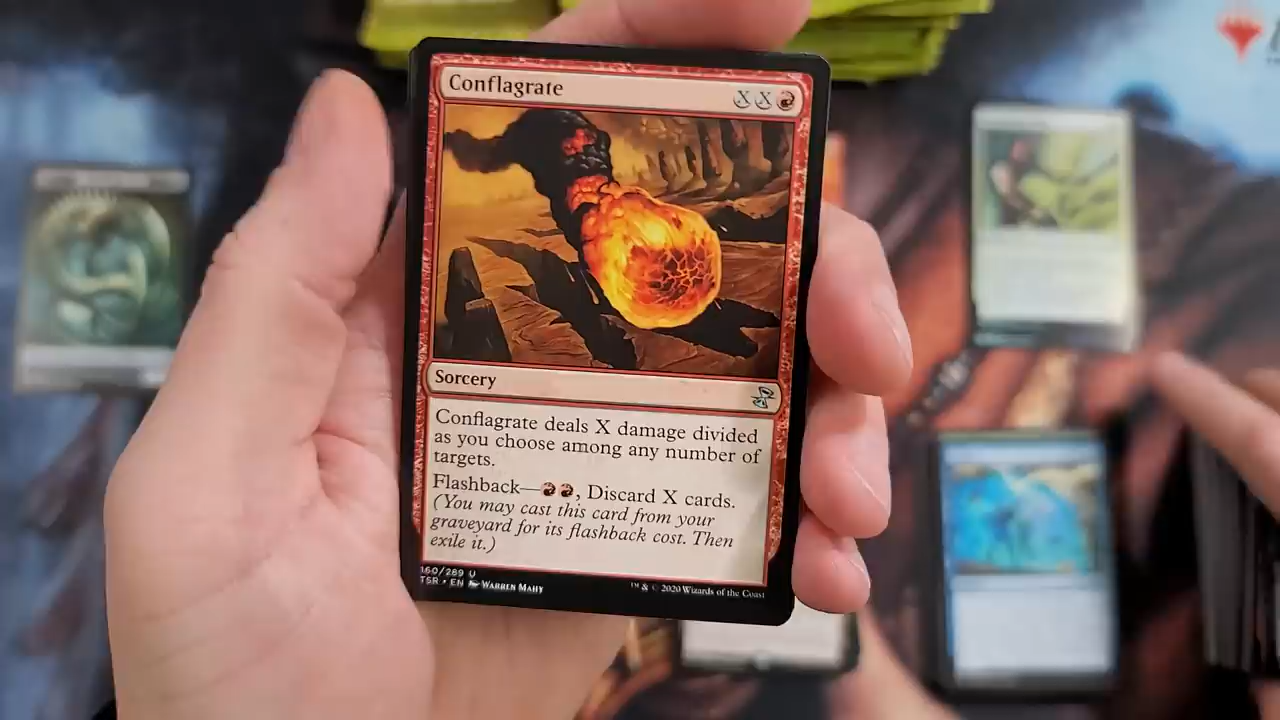 Conflagrate XX
Sorcery
Conflagrate deals X damage divided
as you choose among any number of
targets.
Flashback—, Discard X cards.
(You may cast this card from your
graveyard for its flashback cost. Then
exile it.)
160/289 U
TSR • EN Warren Mahy
™ & © 2020 Wizards of the Coast